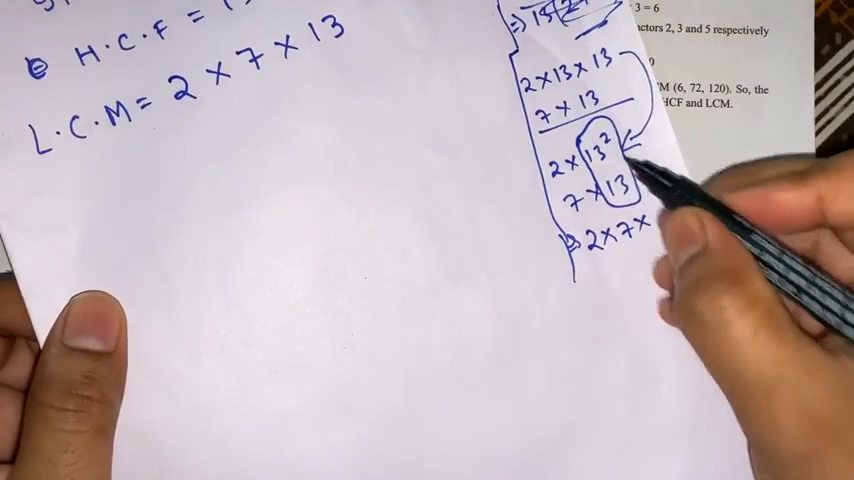 H.C.F =
L.C.M = 2 × 7 × 13
2 × 13 × 13
7 × 13
2 × 13²
7 × 13
⇒ 2 × 7 ×
3 = 6
actors 2, 3 and 5 respectively
M (6, 72, 120). So, the
HCF and LCM.